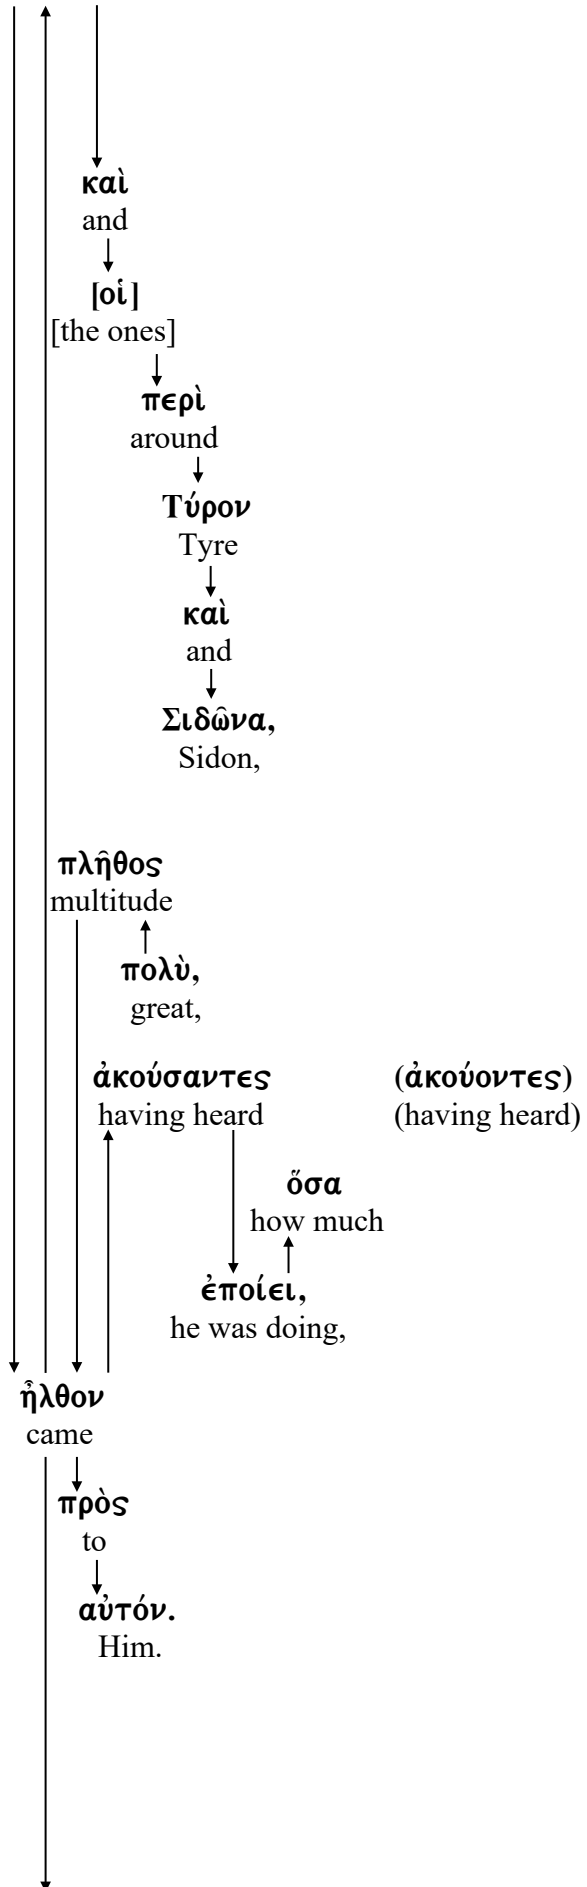 καὶ
and
[οἱ]
[the ones]
περὶ
around
Τύρον
Tyre
καὶ
and
Σιδῶνα,
Sidon,
πλῆθος
multitude
πολὺ,
great,
ἀκούσαντες (ἀκούοντες)
having heard (having heard)
ὅσα
how much
ἐποίει,
he was doing,
ἦλθον
came
πρὸς
to
αὐτόν.
Him.